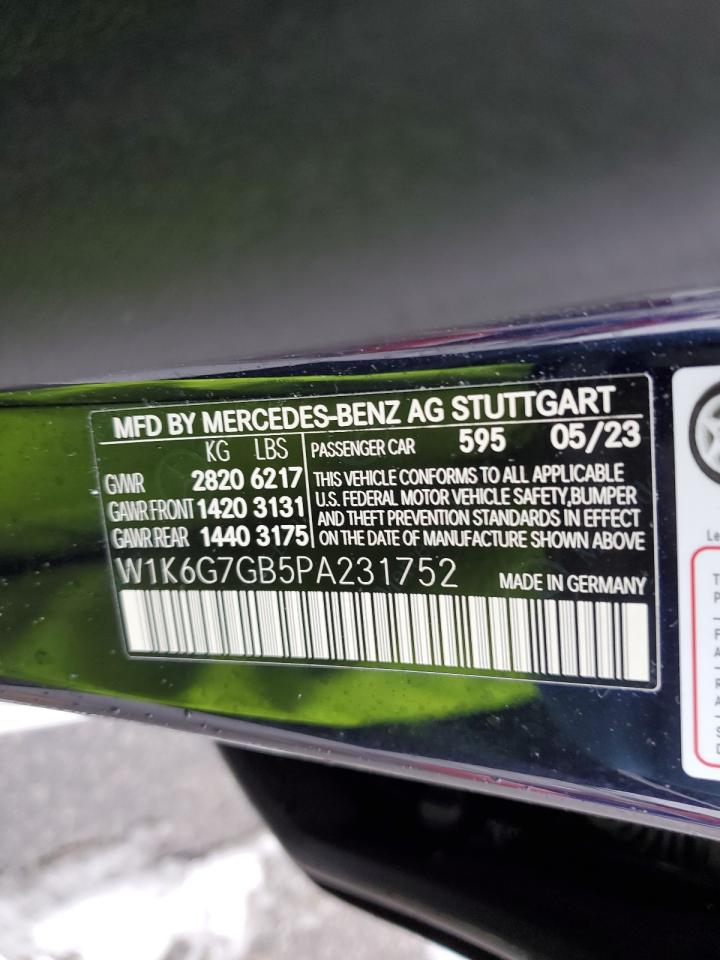 MFD BY MERCEDES-BENZ AG STUTTGART
KG LBS
GVWR 2820 6217
GAWR FRONT 1420 3131
GAWR REAR 1440 3175
PASSENGER CAR 595 05/23
THIS VEHICLE CONFORMS TO ALL APPLICABLE
U.S. FEDERAL MOTOR VEHICLE SAFETY,BUMPER
AND THEFT PREVENTION STANDARDS IN EFFECT
ON THE DATE OF MANUFACTURE SHOWN ABOVE
W1K6G7GB5PA231752 MADE IN GERMANY